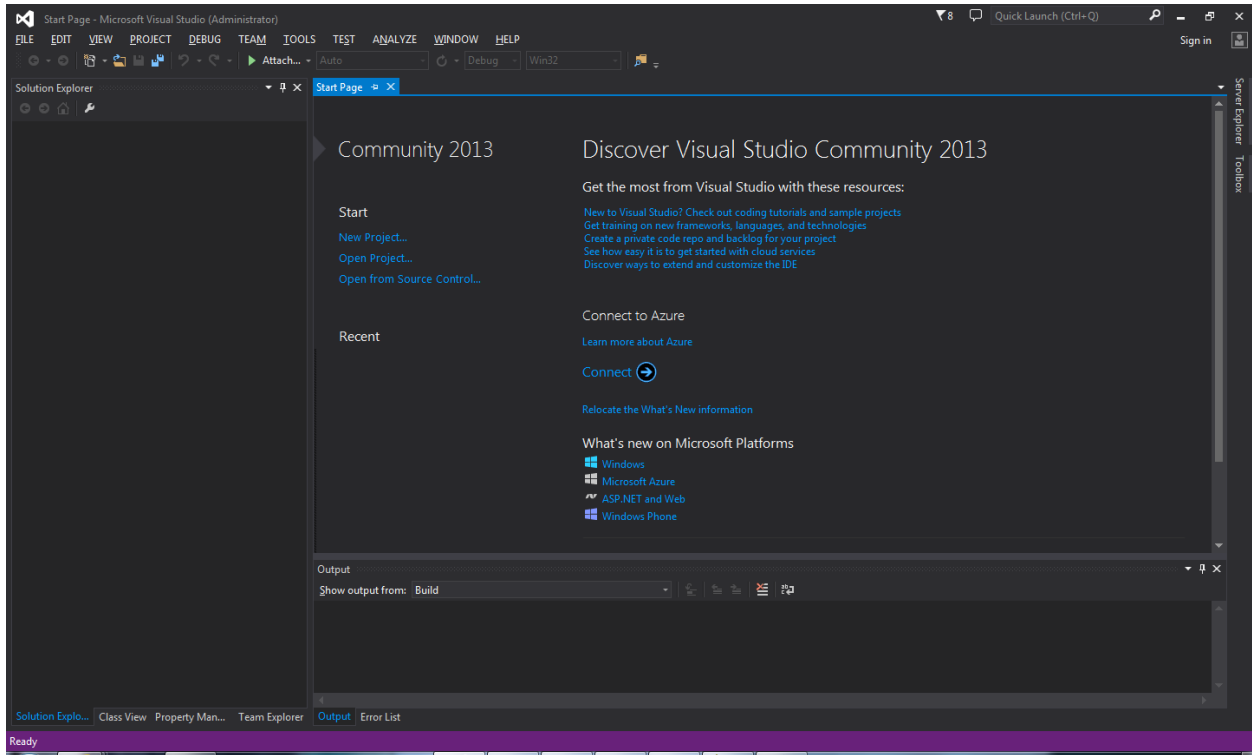 Start Page - Microsoft Visual Studio (Administrator)
8
Quick Launch (Ctrl+Q)
FILE EDIT VIEW PROJECT DEBUG TEAM TOOLS TEST ANALYZE WINDOW HELP
Sign in
Attach...
Auto
Debug
Win32
Solution Explorer
Start Page
Server Explorer
Toolbox
Community 2013
Start
New Project...
Open Project...
Open from Source Control...
Recent
Discover Visual Studio Community 2013
Get the most from Visual Studio with these resources:
New to Visual Studio? Check out coding tutorials and sample projects
Get training on new frameworks, languages, and technologies
Create a private code repo and backlog for your project
See how easy it is to get started with cloud services
Discover ways to extend and customize the IDE
Connect to Azure
Learn more about Azure
Connect
Relocate the What's New information
What's new on Microsoft Platforms
Windows
Microsoft Azure
ASP.NET and Web
Windows Phone
Output
Show output from: Build
Solution Explo... Class View Property Man... Team Explorer
Output Error List
Ready